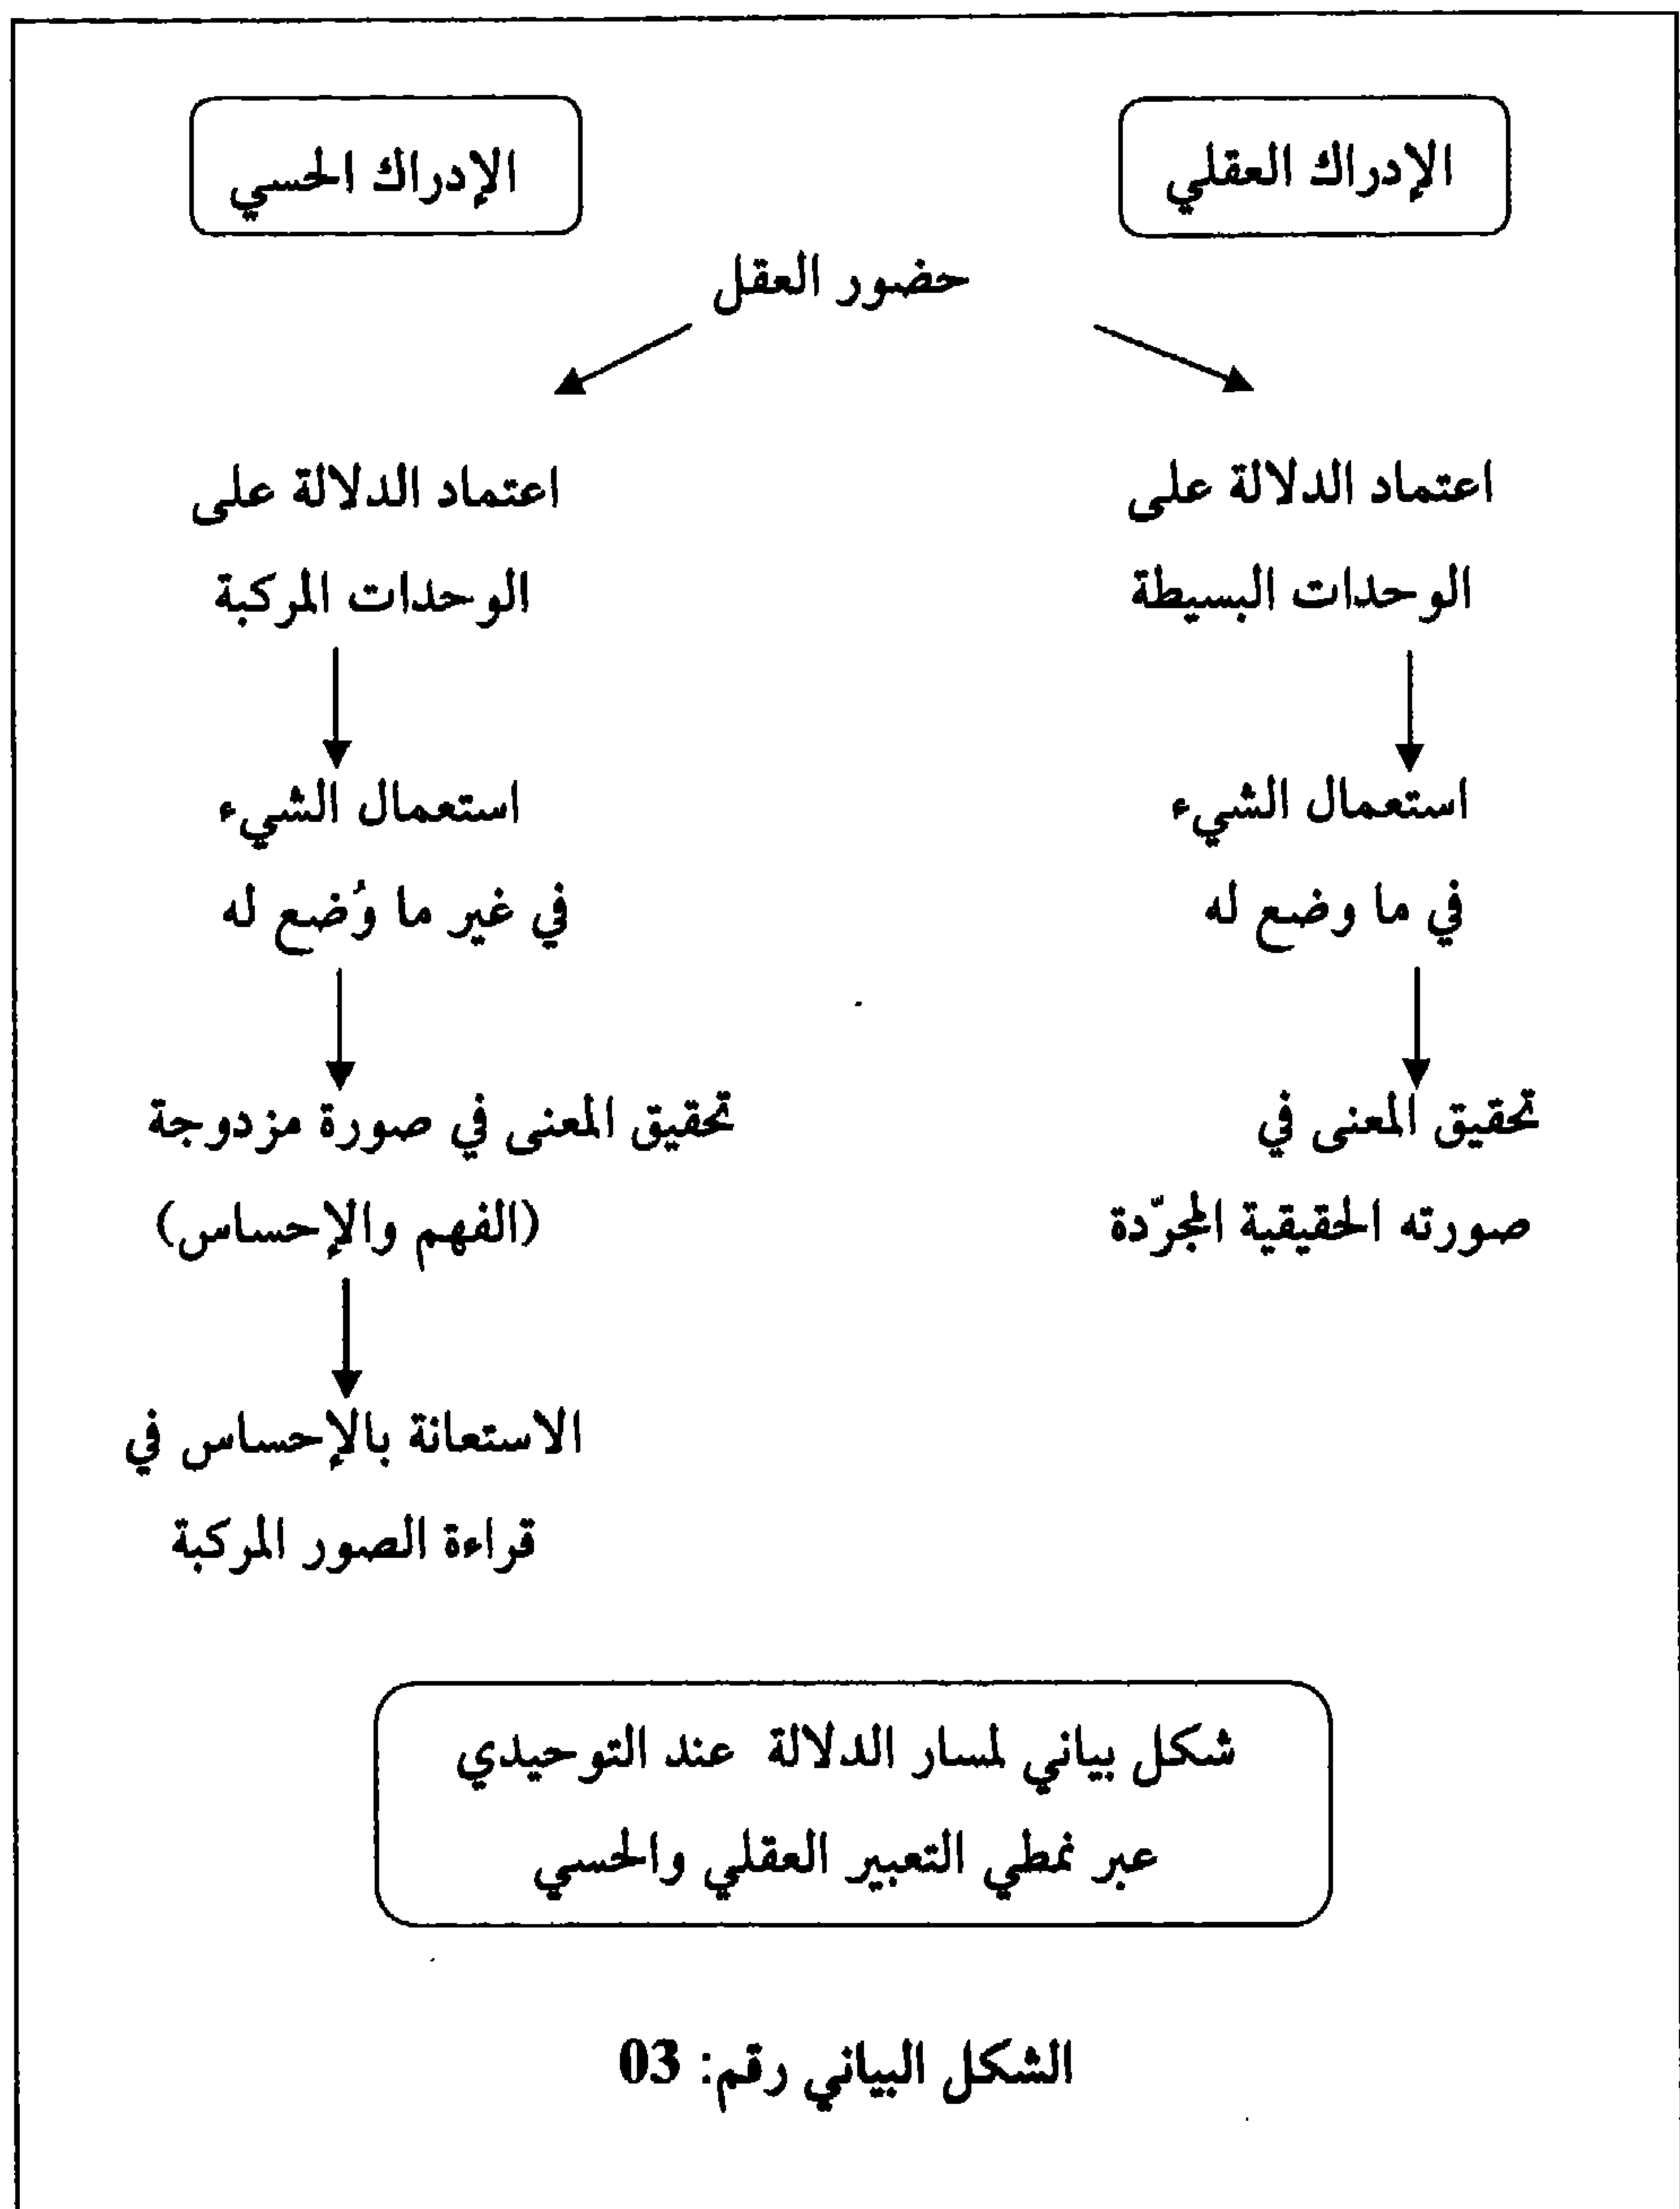 الإدراك العقلي
الإدراك الحسي
حضور العقل
اعتماد الدلالة على
الوحدات البسيطة
استعمال الشيء
في ما وضع له
تحقيق المعنى في
صورته الحقيقية المجرّدة
اعتماد الدلالة على
الوحدات المركبة
استعمال الشيء
في غير ما وُضع له
تحقيق المعنى في صورة مزدوجة
(الفهم والإحساس)
الاستعانة بالإحساس في
قراءة الصور المركبة
شكل بياني لمسار الدلالة عند التوحيدي
عبر نمطي التعبير العقلي والحسي
الشكل البياني رقم: 03